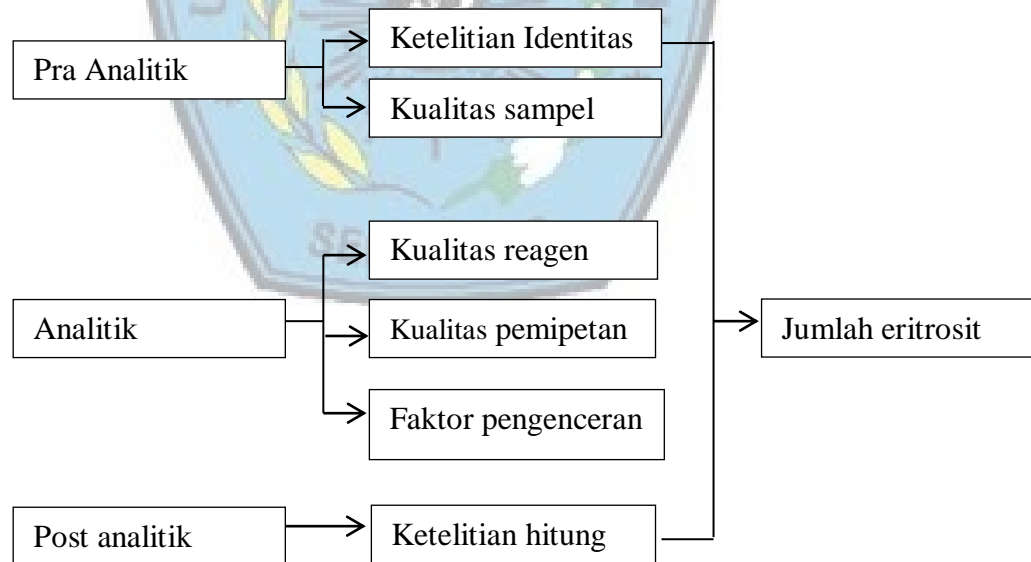 Pra Analitik
Ketelitian Identitas
Kualitas sampel
Analitik
Kualitas reagen
Kualitas pemipetan
Faktor pengenceran
Jumlah eritrosit
Post analitik
Ketelitian hitung